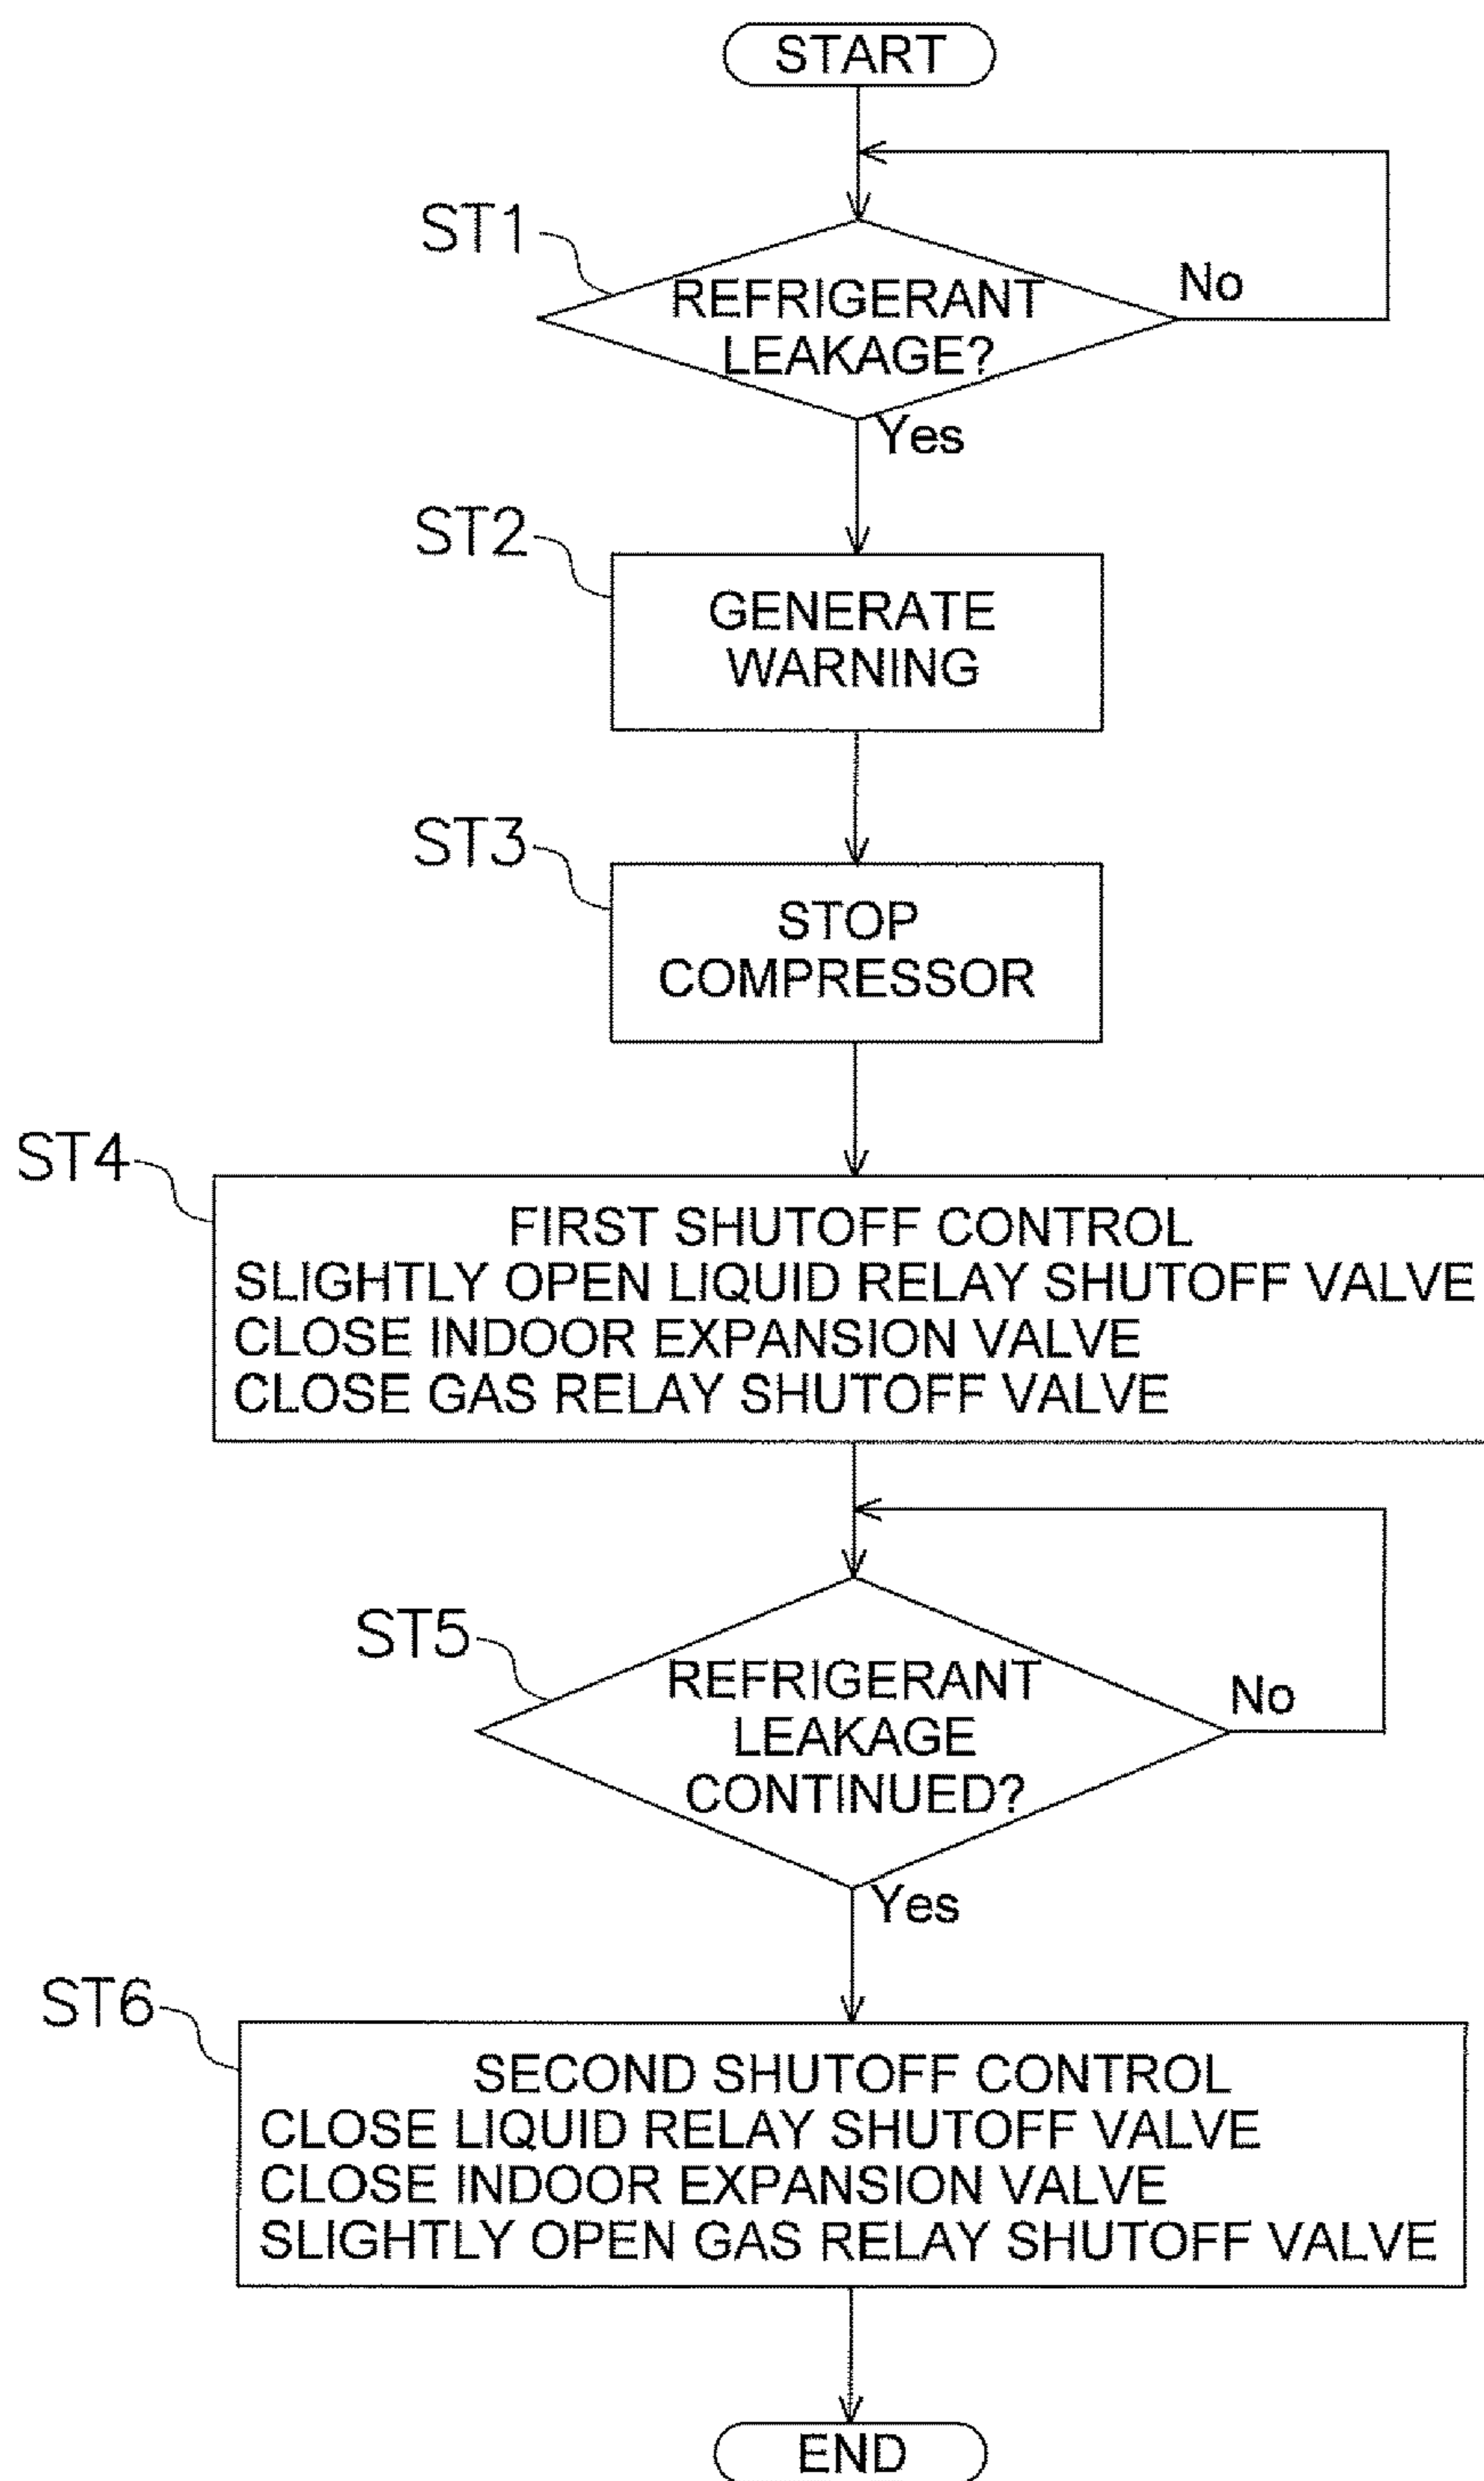 START
ST1
REFRIGERANT
LEAKAGE?
No
Yes
ST2
GENERATE
WARNING
ST3
STOP
COMPRESSOR
ST4
FIRST SHUTOFF CONTROL
SLIGHTLY OPEN LIQUID RELAY SHUTOFF VALVE
CLOSE INDOOR EXPANSION VALVE
CLOSE GAS RELAY SHUTOFF VALVE
ST5
REFRIGERANT
LEAKAGE
CONTINUED?
No
Yes
ST6
SECOND SHUTOFF CONTROL
CLOSE LIQUID RELAY SHUTOFF VALVE
CLOSE INDOOR EXPANSION VALVE
SLIGHTLY OPEN GAS RELAY SHUTOFF VALVE
END